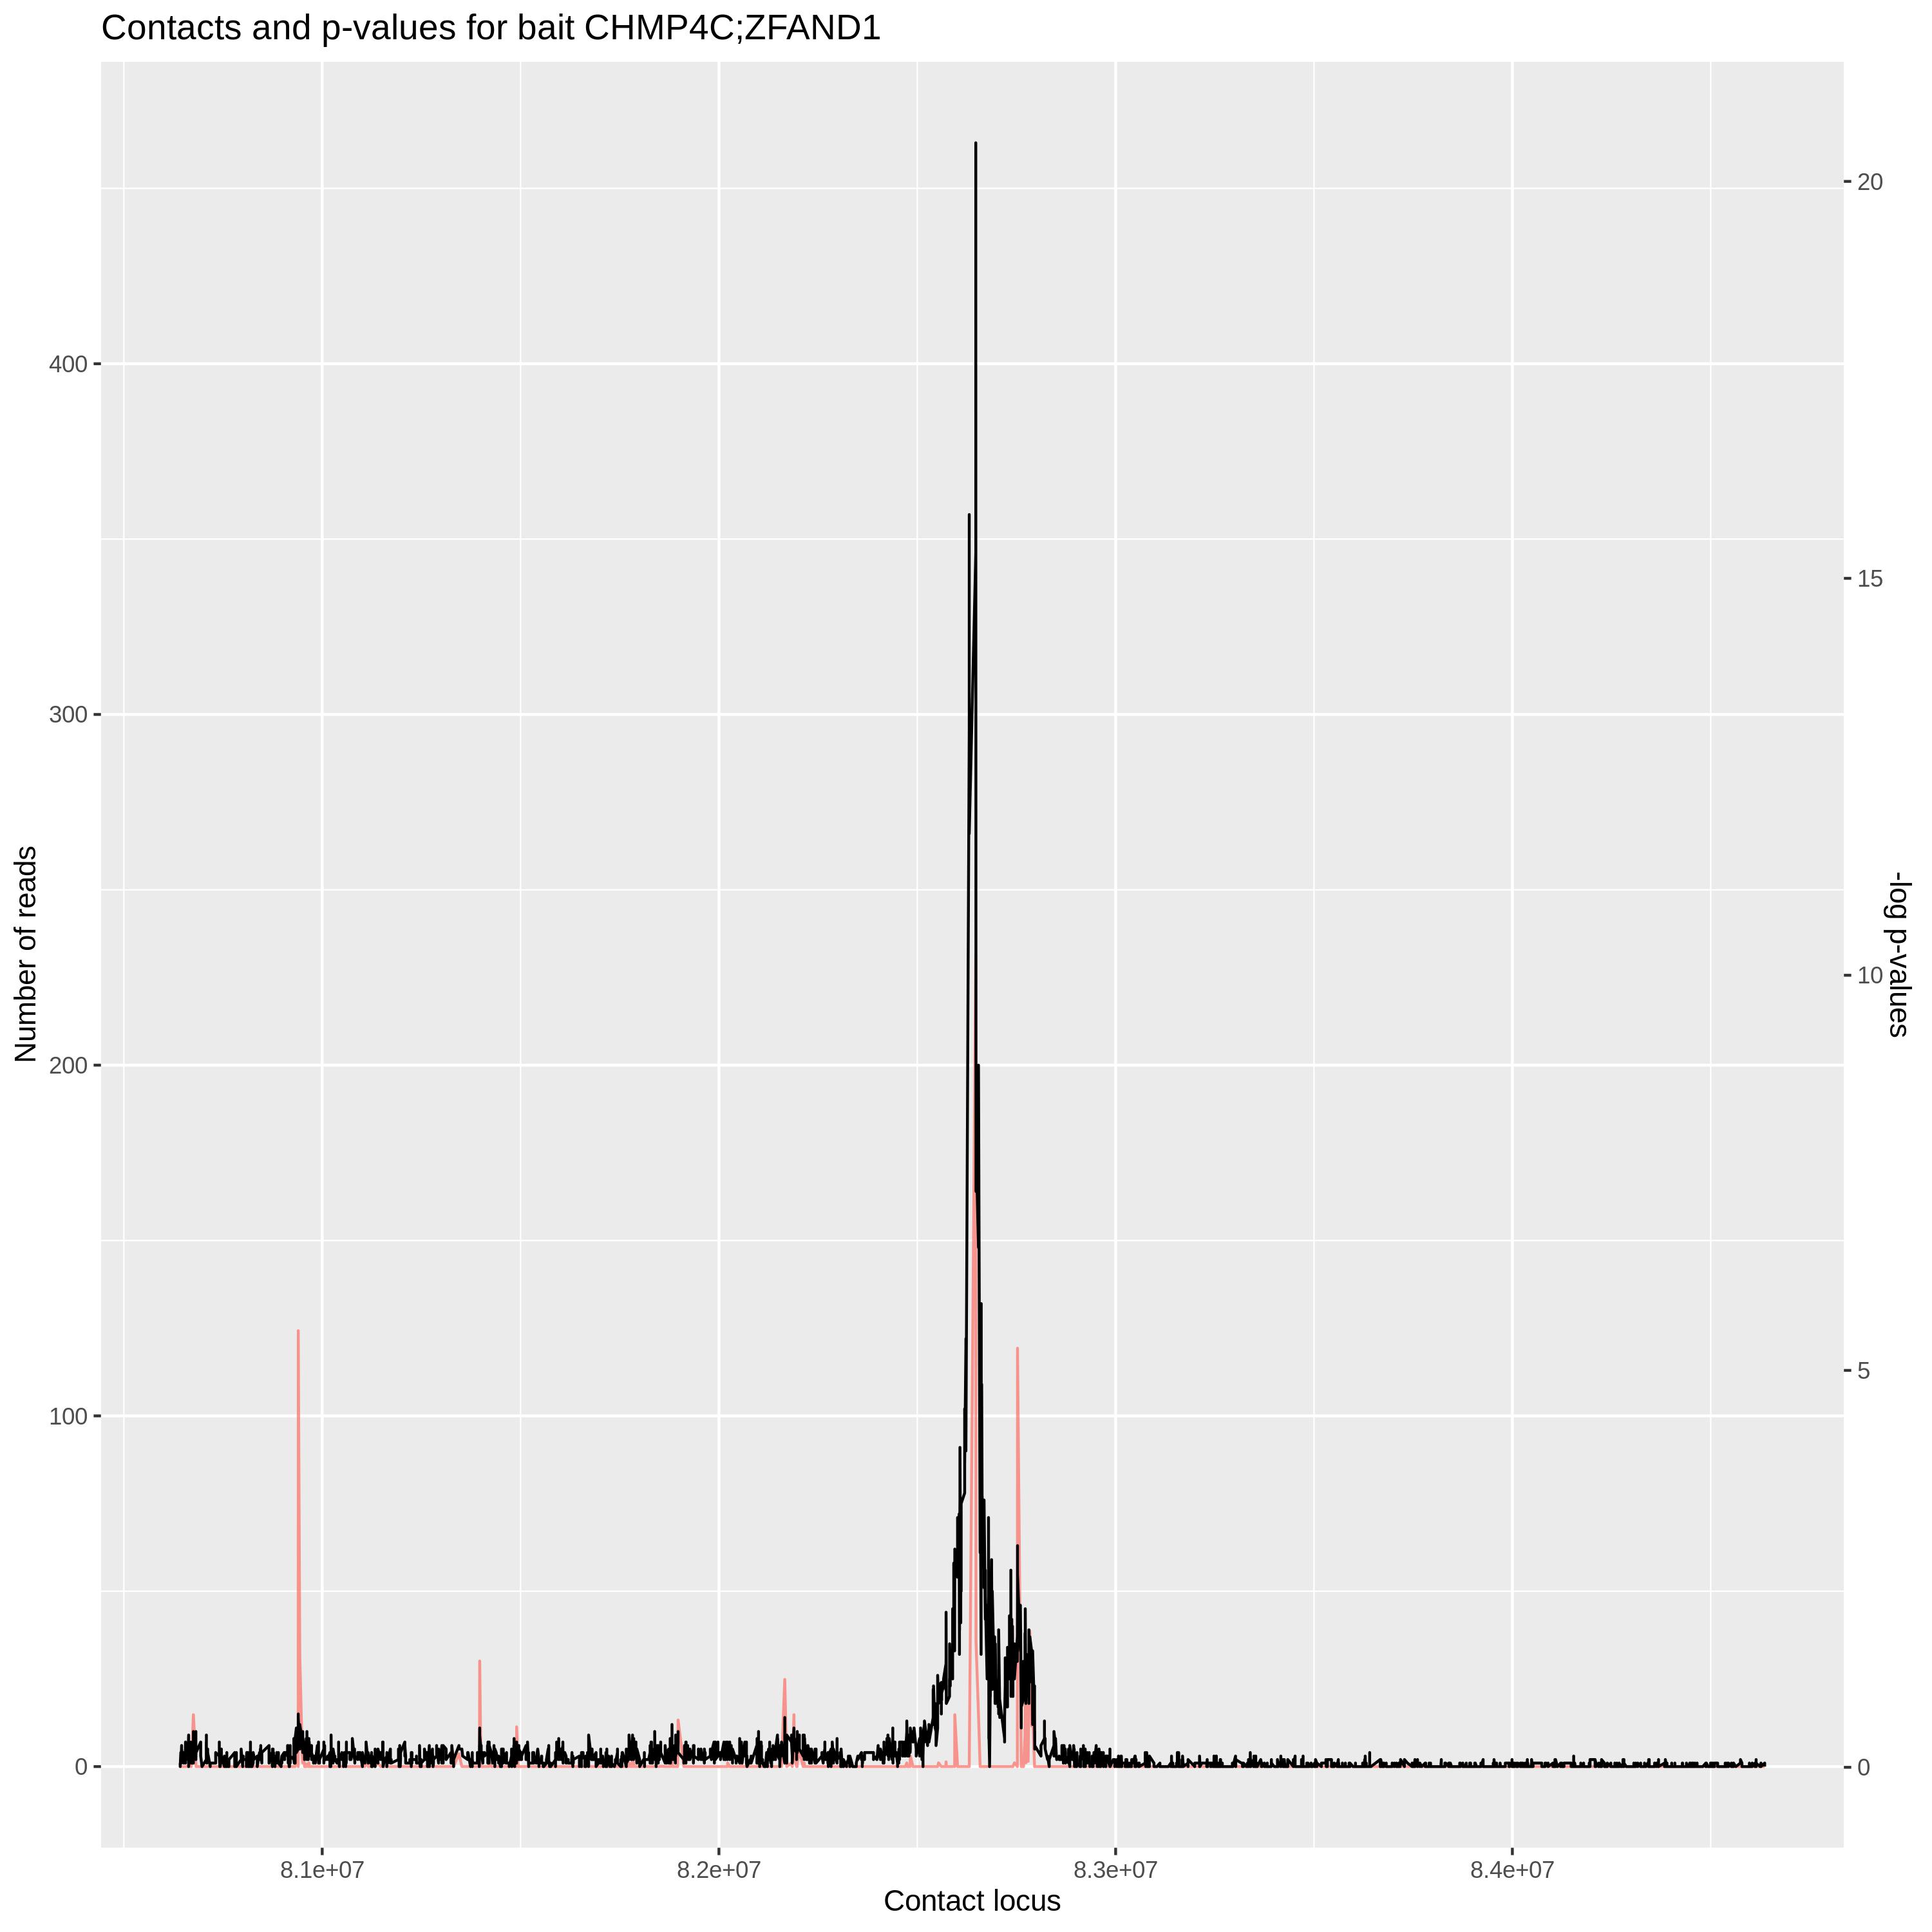 Contacts and p-values for bait CHMP4C;ZFAND1
Number of reads
400
300
200
100
0
20
15
10
5
0
-log p-values
8.1e+07
8.2e+07
8.3e+07
8.4e+07
Contact locus